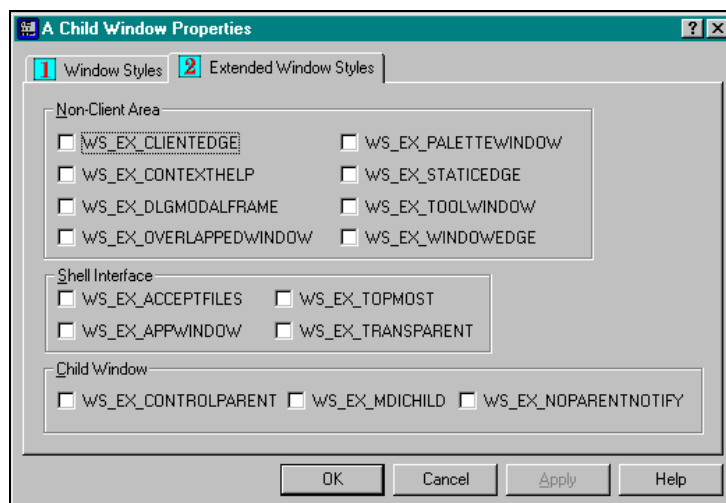 A Child Window Properties
1 Window Styles 2 Extended Window Styles
Non-Client Area
WS_EX_CLIENTEDGE WS_EX_PALETTEWINDOW
WS_EX_CONTEXTHELP WS_EX_STATICEDGE
WS_EX_DLGMODALFRAME WS_EX_TOOLWINDOW
WS_EX_OVERLAPPEDWINDOW WS_EX_WINDOWEDGE
Shell Interface
WS_EX_ACCEPTFILES WS_EX_TOPMOST
WS_EX_APPWINDOW WS_EX_TRANSPARENT
Child Window
WS_EX_CONTROLPARENT WS_EX_MDICHILD WS_EX_NOPARENTNOTIFY
OK Cancel Apply Help